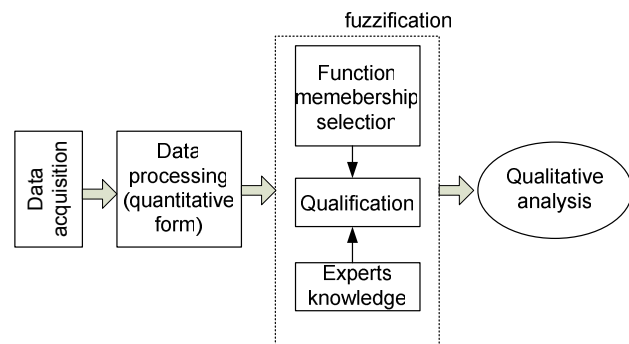 fuzzification
Data
acquisition
Data
processing
(quantitative
form)
Function
memebership
selection
Qualification
Experts
knowledge
Qualitative
analysis